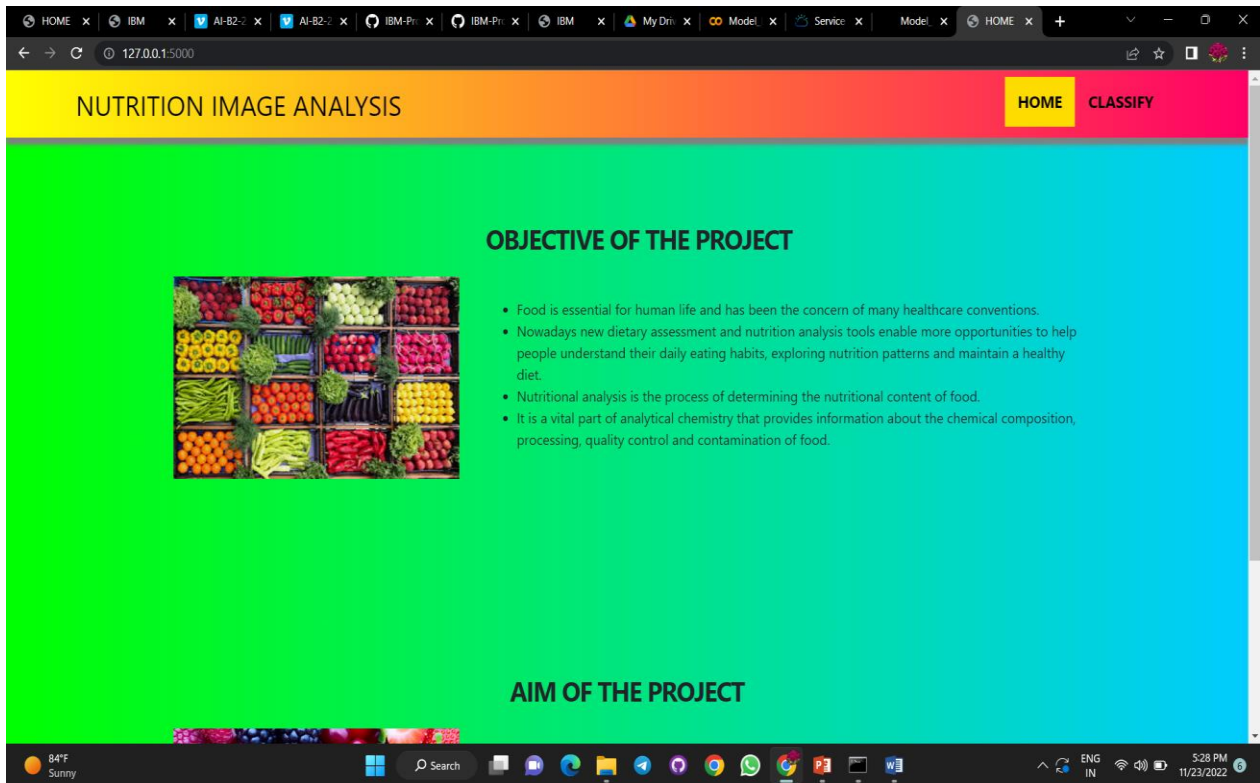 HOME IBM AI-B2-2 AI-B2-2 IBM-Pro IBM-Pro IBM My Driv Model_ Service Model_ HOME
127.0.0.1:5000
NUTRITION IMAGE ANALYSIS
HOME CLASSIFY
OBJECTIVE OF THE PROJECT
• Food is essential for human life and has been the concern of many healthcare conventions.
• Nowadays new dietary assessment and nutrition analysis tools enable more opportunities to help
people understand their daily eating habits, exploring nutrition patterns and maintain a healthy
diet.
• Nutritional analysis is the process of determining the nutritional content of food.
• It is a vital part of analytical chemistry that provides information about the chemical composition,
processing, quality control and contamination of food.
AIM OF THE PROJECT
84°F
Sunny
Search
ENG
IN
5:28 PM
11/23/2022
6